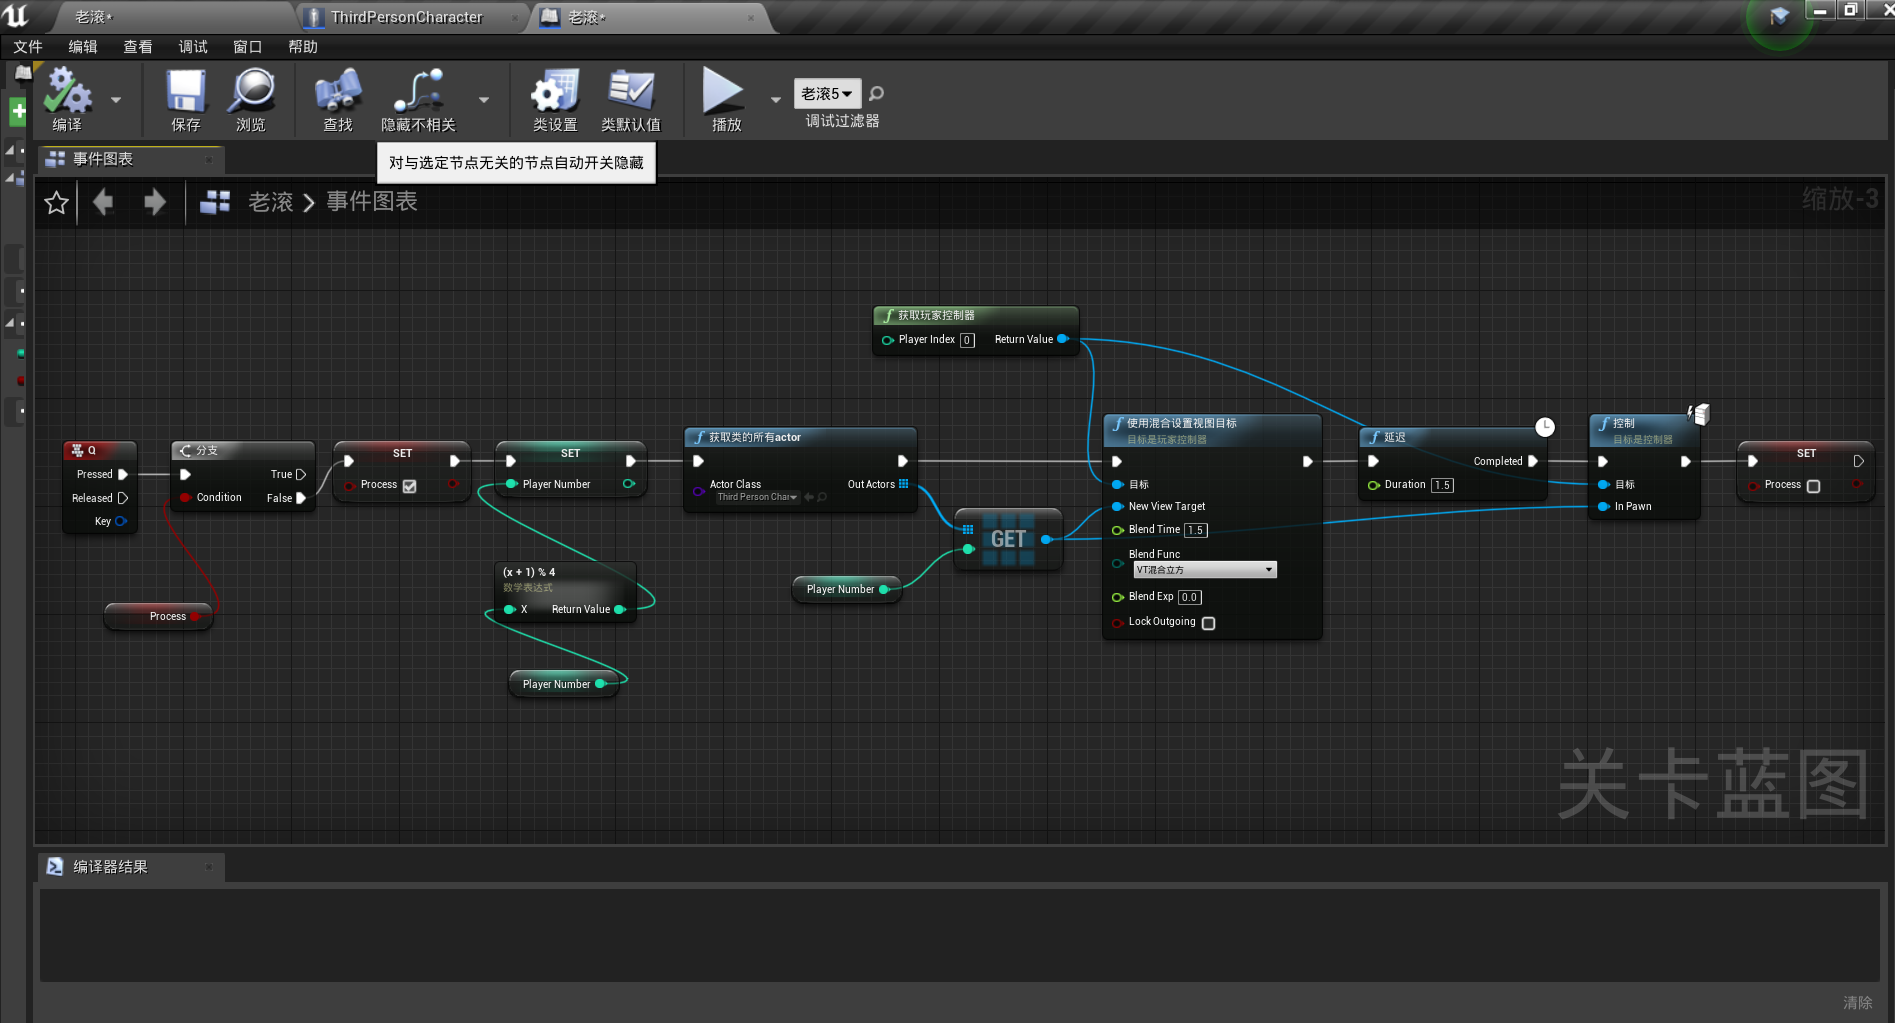 老滚*
ThirdPersonCharacter
老滚*
文件 编辑 查看 调试 窗口 帮助
编译
保存
浏览
查找
隐藏不相关
类设置
类默认值
播放
老滚5
调试过滤器
事件图表
对与选定节点无关的节点自动开关隐藏
老滚 > 事件图表
缩放-3
获取玩家控制器
Player Index 0 Return Value
Q
Pressed
Released
Key
分支
True
Condition False
SET
Process
SET
Player Number
获取类的所有actor
Actor Class Out Actors
Third Person Char
GET
使用混合设置视图目标
目标是玩家控制器
目标
New View Target
Blend Time 1.5
Blend Func
VT混合立方
Blend Exp 0.0
Lock Outgoing
延迟
Completed
Duration 1.5
控制
目标是控制器
目标
In Pawn
SET
Process
(x + 1) % 4
数学表达式
X Return Value
Player Number
Process
Player Number
关卡蓝图
编译器结果
清除